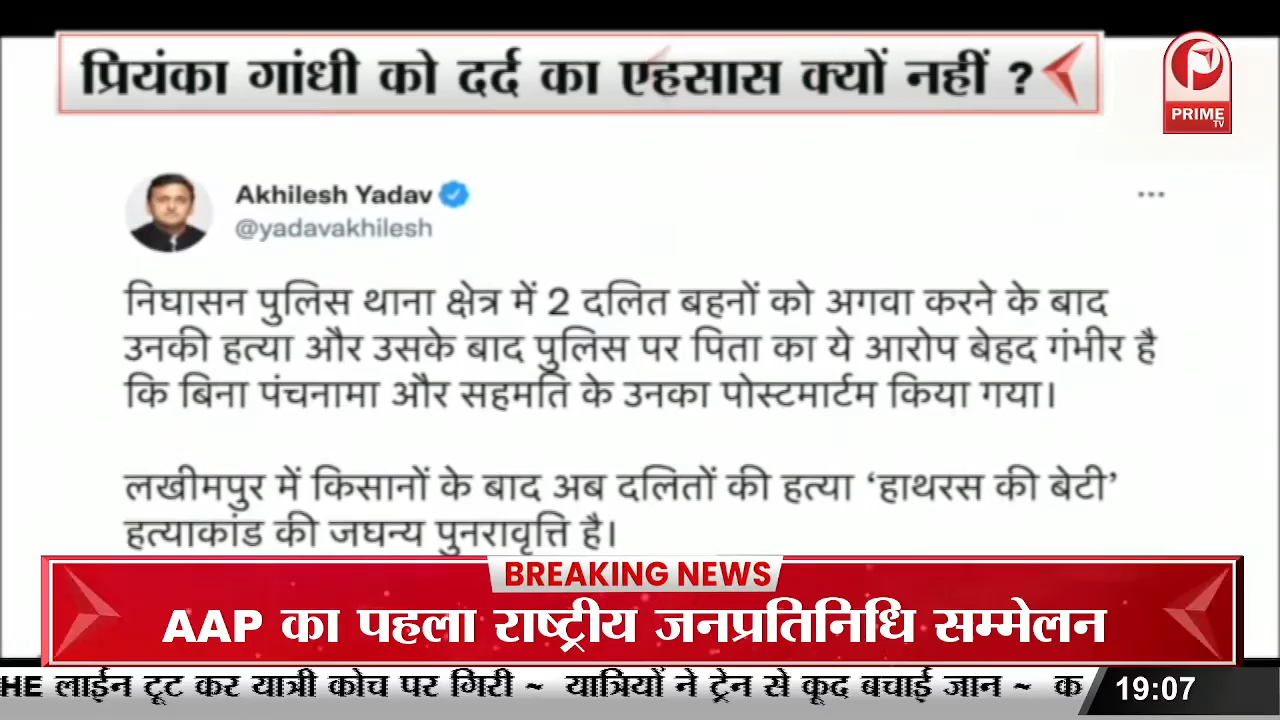 प्रियंका गांधी को दर्द का एहसास क्यों नहीं ?
PRIME
TV
Akhilesh Yadav
@yadavakhilesh
निघासन पुलिस थाना क्षेत्र में 2 दलित बहनों को अगवा करने के बाद
उनकी हत्या और उसके बाद पुलिस पर पिता का ये आरोप बेहद गंभीर है
कि बिना पंचनामा और सहमति के उनका पोस्टमार्टम किया गया।
लखीमपुर में किसानों के बाद अब दलितों की हत्या ‘हाथरस की बेटी’
हत्याकांड की जघन्य पुनरावृत्ति है।
BREAKING NEWS
AAP का पहला राष्ट्रीय जनप्रतिनिधि सम्मेलन
HE लाईन टूट कर यात्री कोच पर गिरी ~ यात्रियों ने ट्रेन से कूद बचाई जान ~ क
19:07